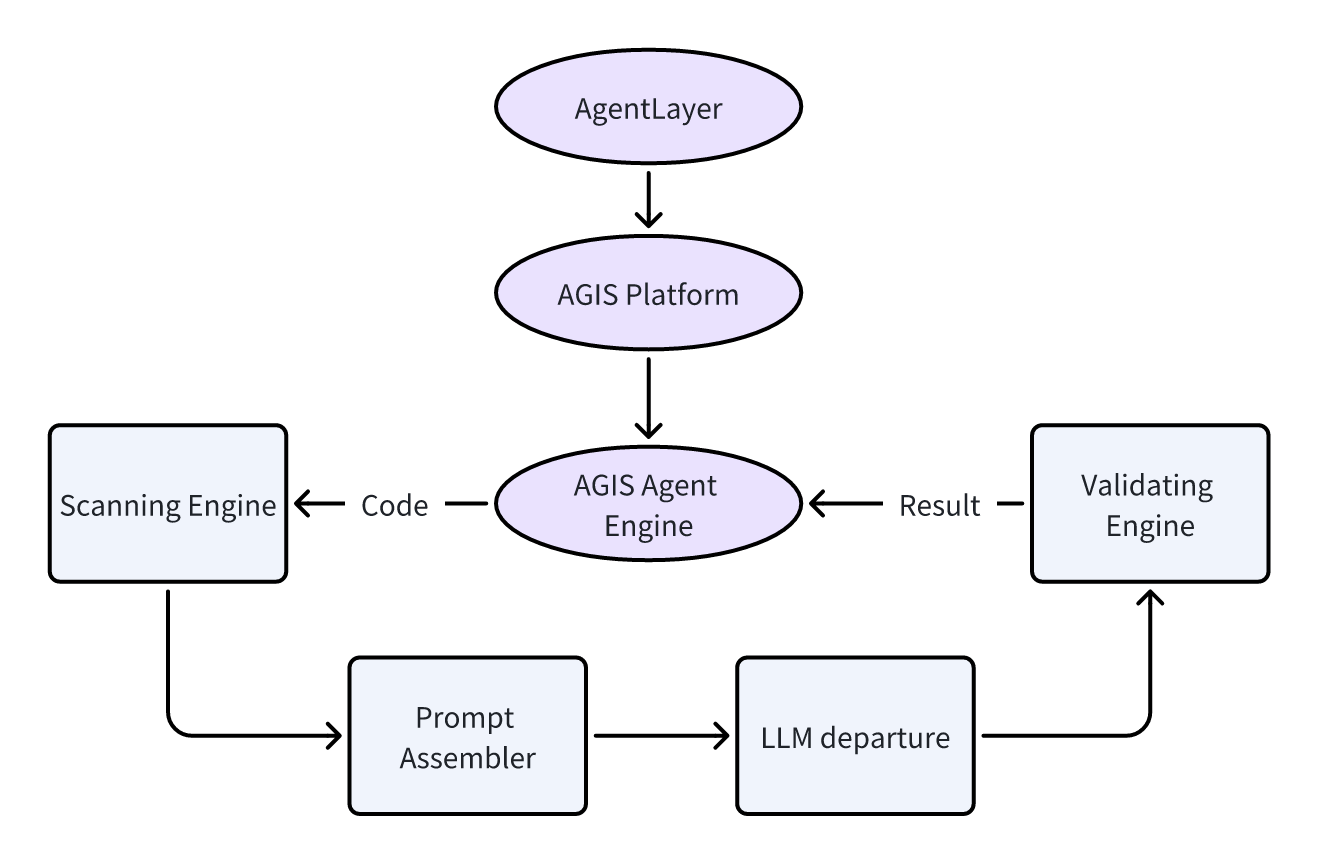 AgentLayer
AGIS Platform
Scanning Engine
Code
AGIS Agent
Engine
Result
Validating
Engine
Prompt
Assembler
LLM departure